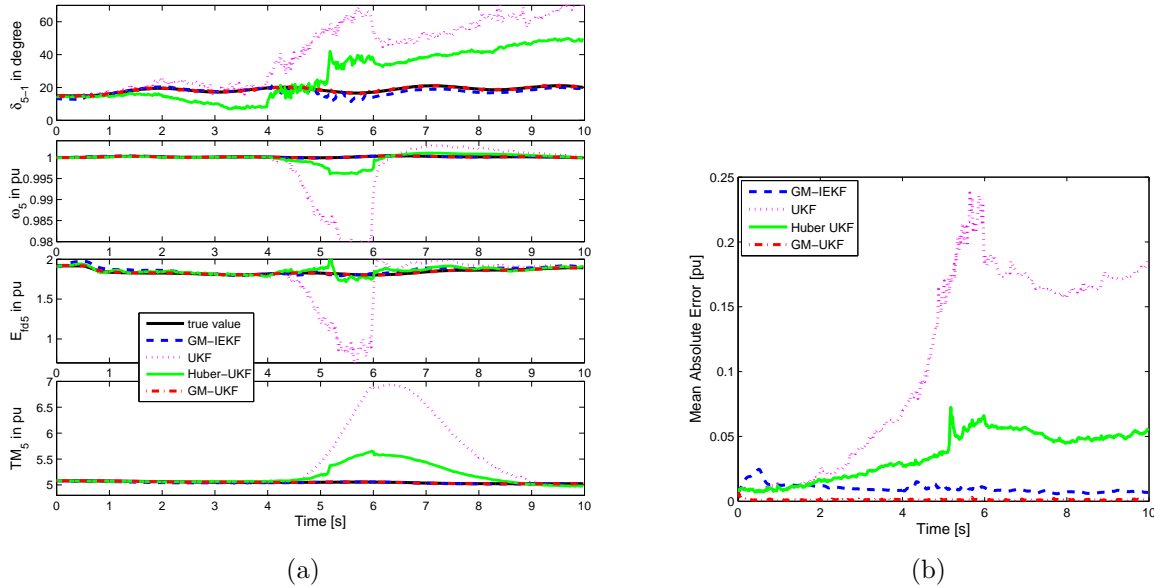 60
40
20
0
δ5−1 in degree
0 1 2 3 4 5 6 7 8 9 10
1
0.995
0.99
0.985
0.98
ω5 in pu
0 1 2 3 4 5 6 7 8 9 10
2
1.5
1
Efd5 in pu
0 1 2 3 4 5 6 7 8 9 10
true value
GM−IEKF
UKF
Huber−UKF
GM−UKF
7
6.5
6
5.5
5
TM5 in pu
0 1 2 3 4 5 6 7 8 9 10
Time [s]
(a)
0.25
0.2
0.15
0.1
0.05
0
Mean Absolute Error [pu]
GM−IEKF
UKF
Huber UKF
GM−UKF
0 2 4 6 8 10
Time [s]
(b)